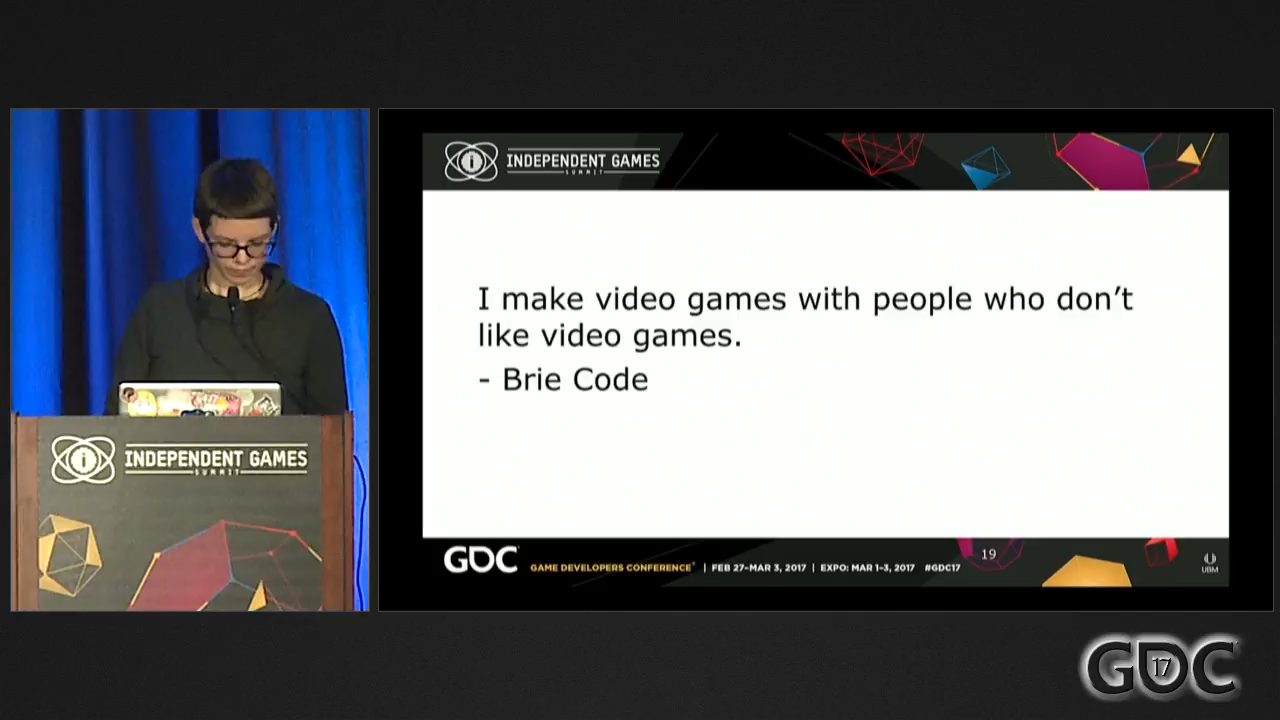 INDEPENDENT GAMES
SUMMIT
I make video games with people who don’t
like video games.
- Brie Code
INDEPENDENT GAMES
SUMMIT
GDC
GAME DEVELOPERS CONFERENCE® | FEB 27–MAR 3, 2017 | EXPO: MAR 1–3, 2017 #GDC17
19
UBM
GDC
17